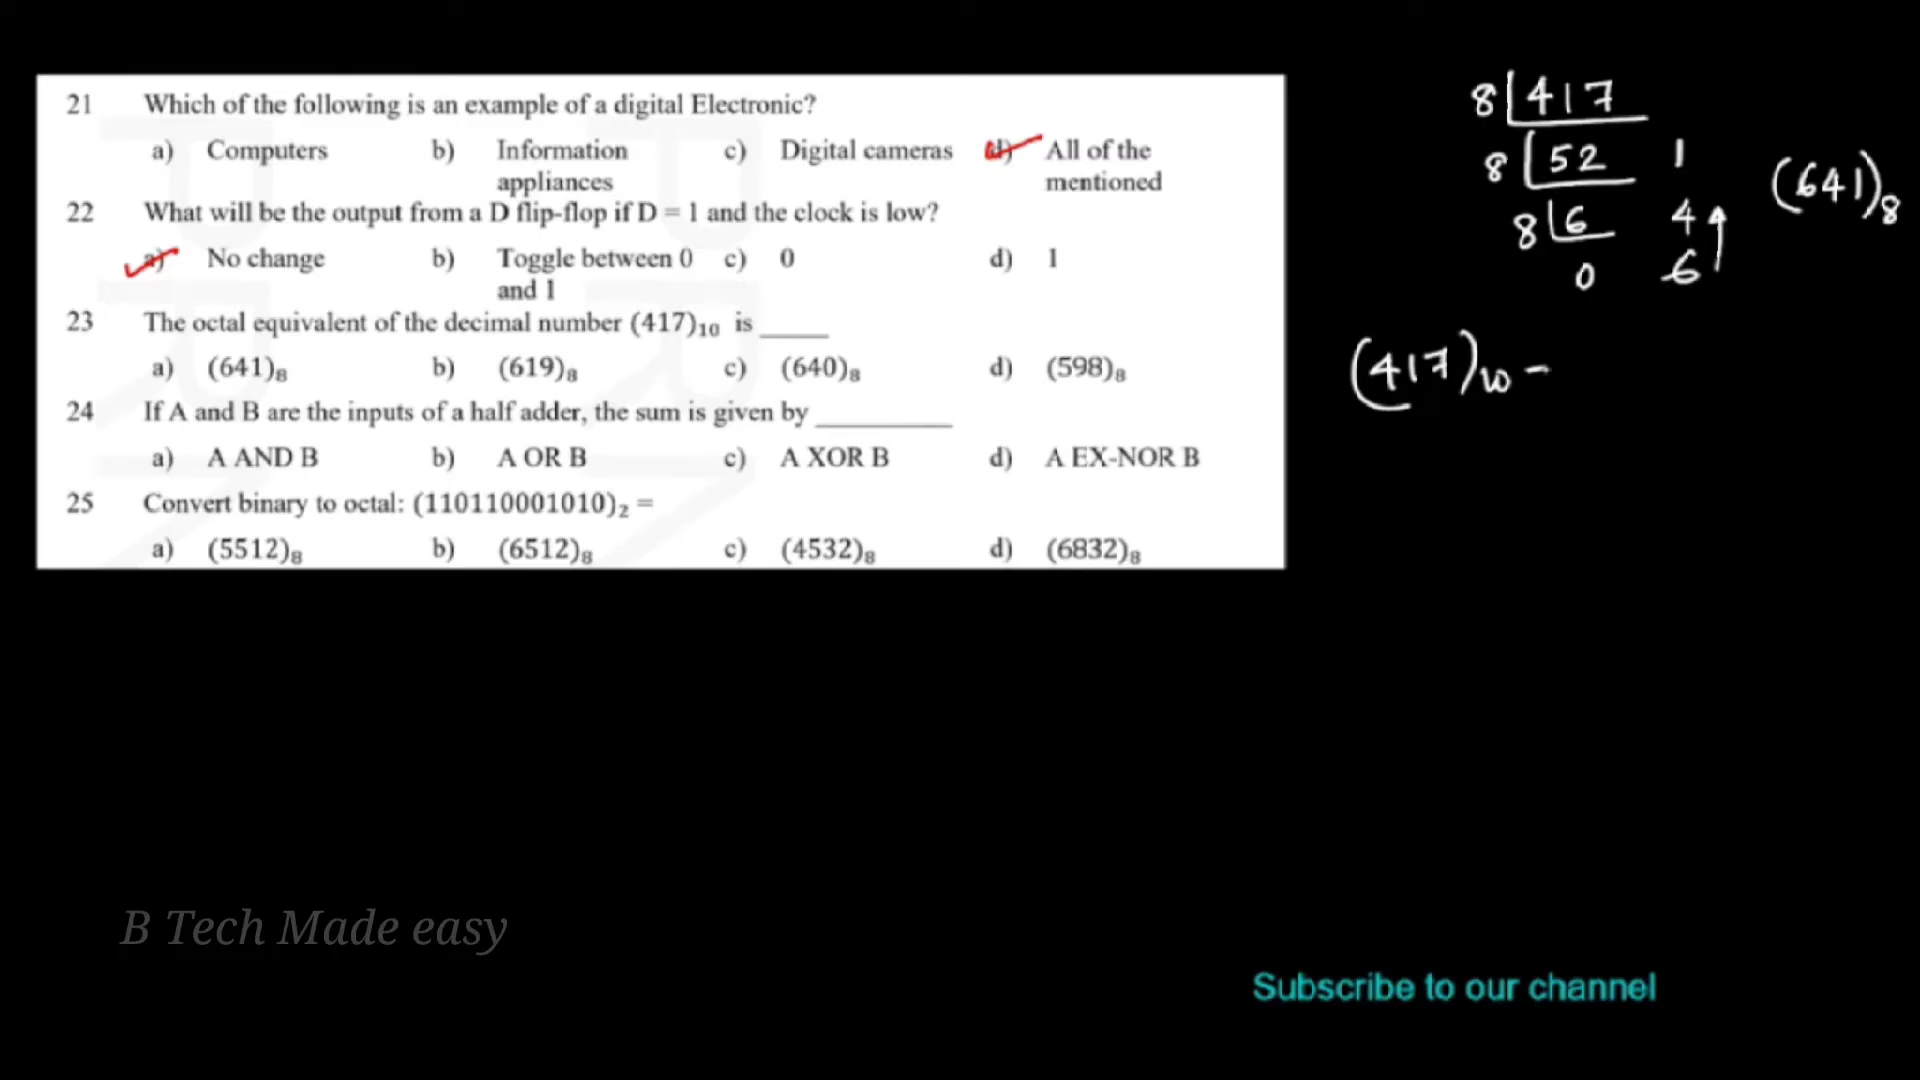 21 Which of the following is an example of a digital Electronic?
a) Computers b) Information appliances c) Digital cameras d) All of the mentioned
22 What will be the output from a D flip-flop if D = 1 and the clock is low?
a) No change b) Toggle between 0 and 1 c) 0 d) 1
23 The octal equivalent of the decimal number (417)₁₀ is _____
a) (641)₈ b) (619)₈ c) (640)₈ d) (598)₈
24 If A and B are the inputs of a half adder, the sum is given by __________
a) A AND B b) A OR B c) A XOR B d) A EX-NOR B
25 Convert binary to octal: (110110001010)₂ =
a) (5512)₈ b) (6512)₈ c) (4532)₈ d) (6832)₈
8 417
8 52 1
8 6 4
0 6
(641)₈
(417)₁₀ -
B Tech Made easy
Subscribe to our channel